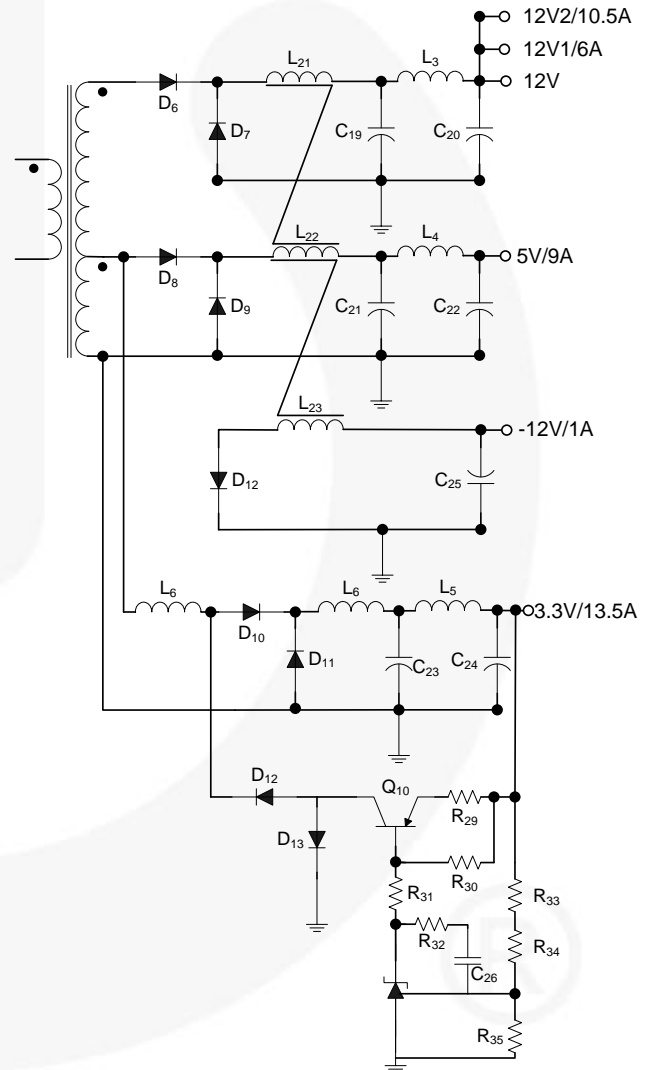 12V2/10.5A
12V1/6A
12V
L21
L3
D6
D7
C19
C20
L22
L4
5V/9A
D8
D9
C21
C22
L23
-12V/1A
D12
C25
L6
L6
L5
3.3V/13.5A
D10
D11
C23
C24
D12
Q10
R29
D13
R30
R31
R33
R32
R34
C26
R35
®